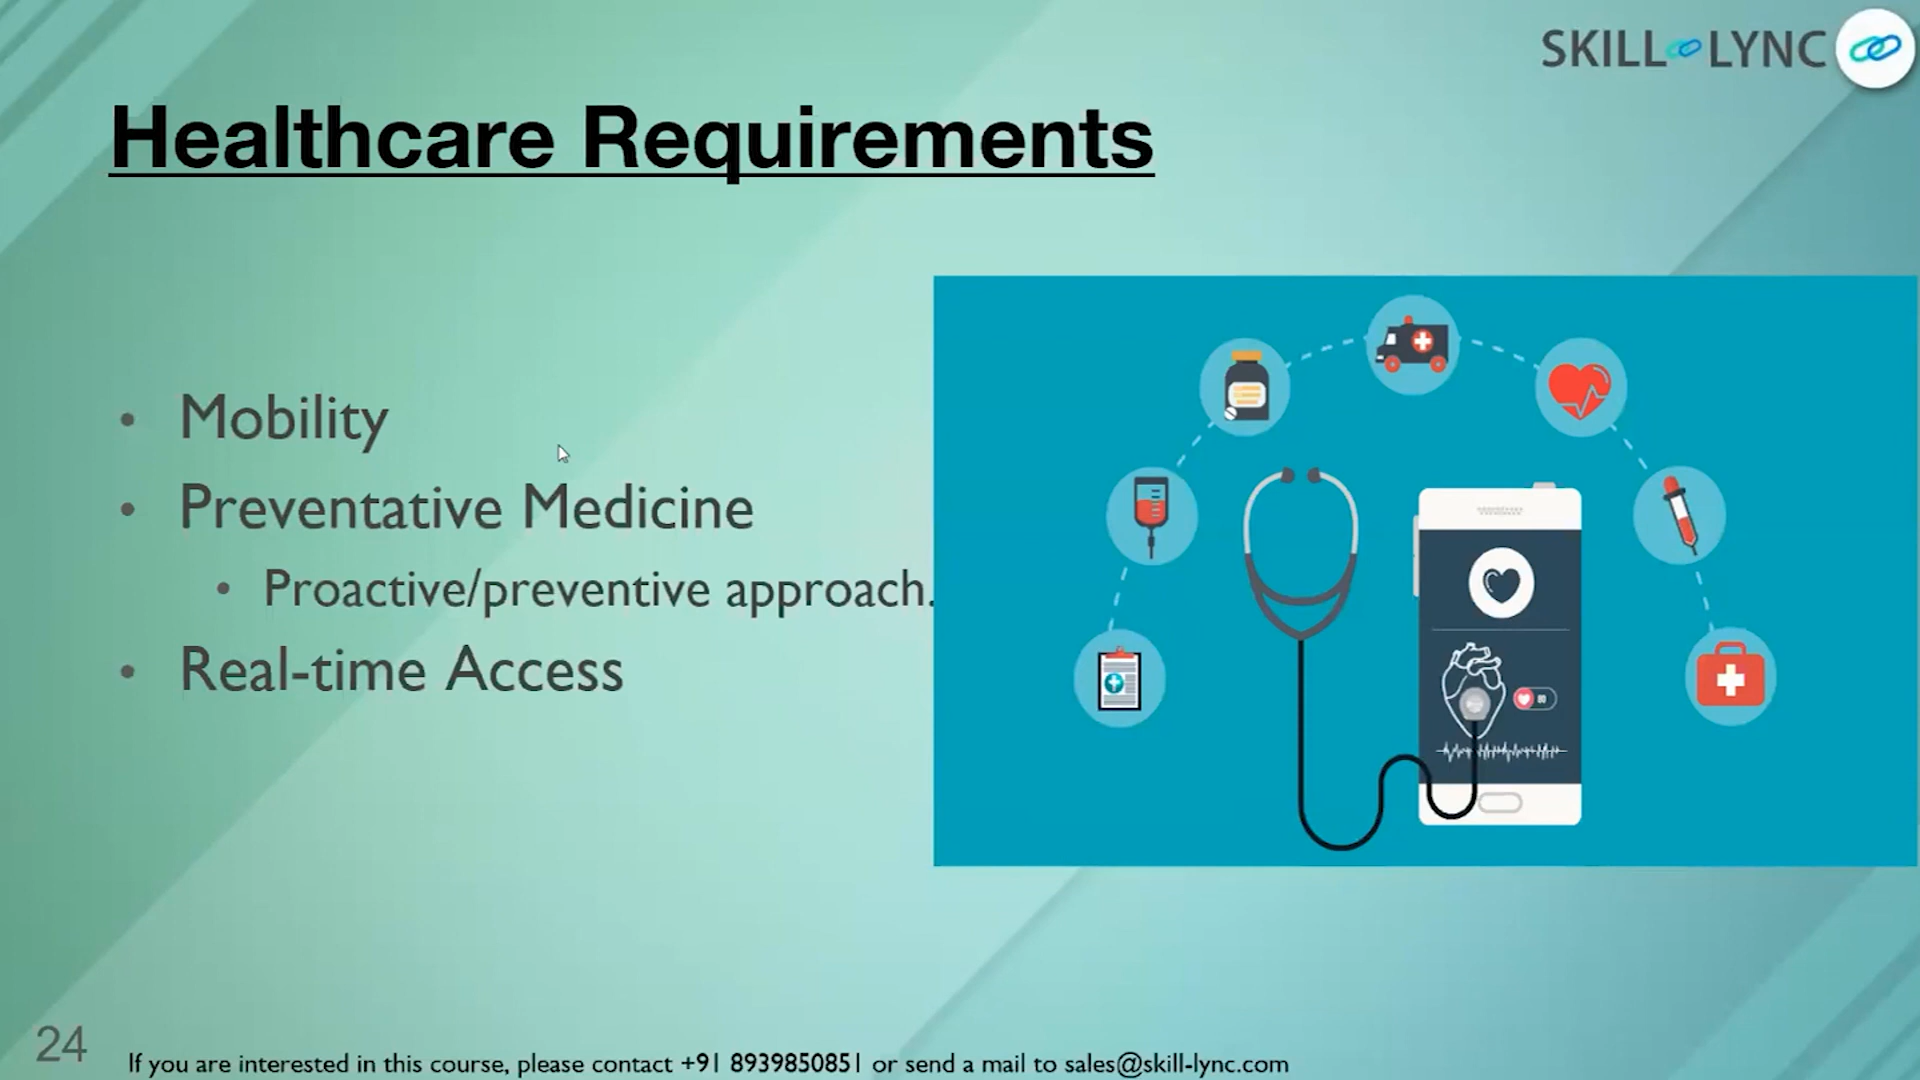 SKILL LYNC
Healthcare Requirements
• Mobility
• Preventative Medicine
• Proactive/preventive approach.
• Real-time Access
80
24
If you are interested in this course, please contact +91 8939850851 or send a mail to sales@skill-lync.com